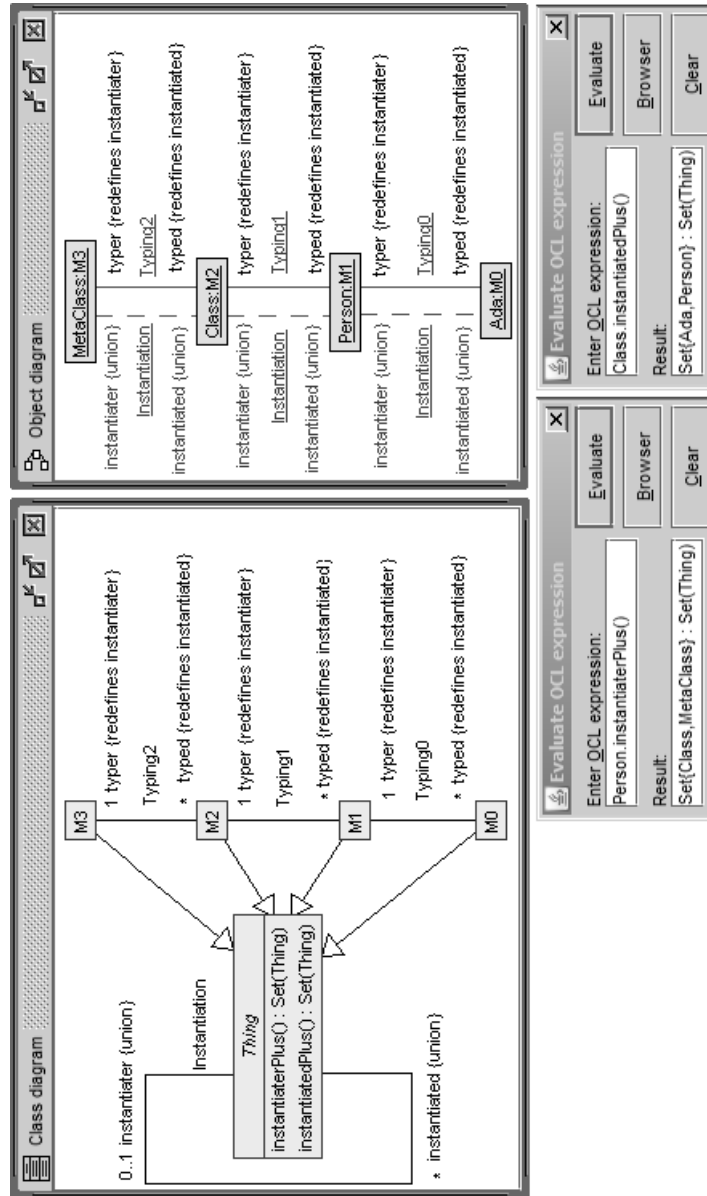 Class diagram
0..1 instantiater {union}
Instantiation
Thing
instantiaterPlus() : Set(Thing)
instantiatedPlus() : Set(Thing)
* instantiated {union}
M3
1 typer {redefines instantiater}
Typing2
* typed {redefines instantiated}
M2
1 typer {redefines instantiater}
Typing1
* typed {redefines instantiated}
M1
1 typer {redefines instantiater}
Typing0
* typed {redefines instantiated}
M0
Object diagram
MetaClass:M3
instantiater {union} typer {redefines instantiater}
Instantiation Typing2
instantiated {union} typed {redefines instantiated}
Class:M2
instantiater {union} typer {redefines instantiater}
Instantiation Typing1
instantiated {union} typed {redefines instantiated}
Person:M1
instantiater {union} typer {redefines instantiater}
Instantiation Typing0
instantiated {union} typed {redefines instantiated}
Ada:M0
Evaluate OCL expression
Enter OCL expression:
Person.instantiaterPlus()
Result:
Set{Class,MetaClass} : Set(Thing)
Evaluate
Browser
Clear
Evaluate OCL expression
Enter OCL expression:
Class.instantiatedPlus()
Result:
Set{Ada,Person} : Set(Thing)
Evaluate
Browser
Clear